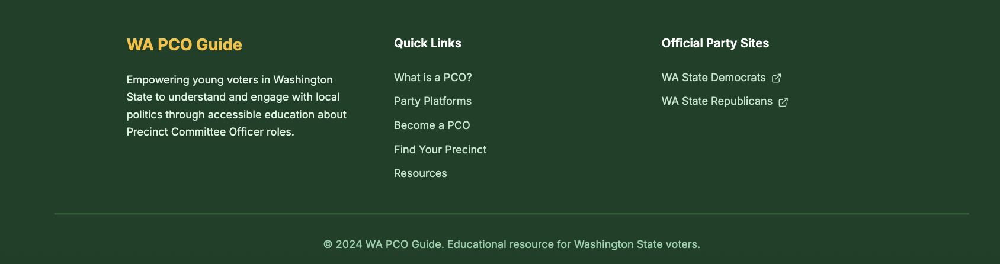 WA PCO Guide
Empowering young voters in Washington
State to understand and engage with local
politics through accessible education about
Precinct Committee Officer roles.
Quick Links
What is a PCO?
Party Platforms
Become a PCO
Find Your Precinct
Resources
Official Party Sites
WA State Democrats
WA State Republicans
© 2024 WA PCO Guide. Educational resource for Washington State voters.